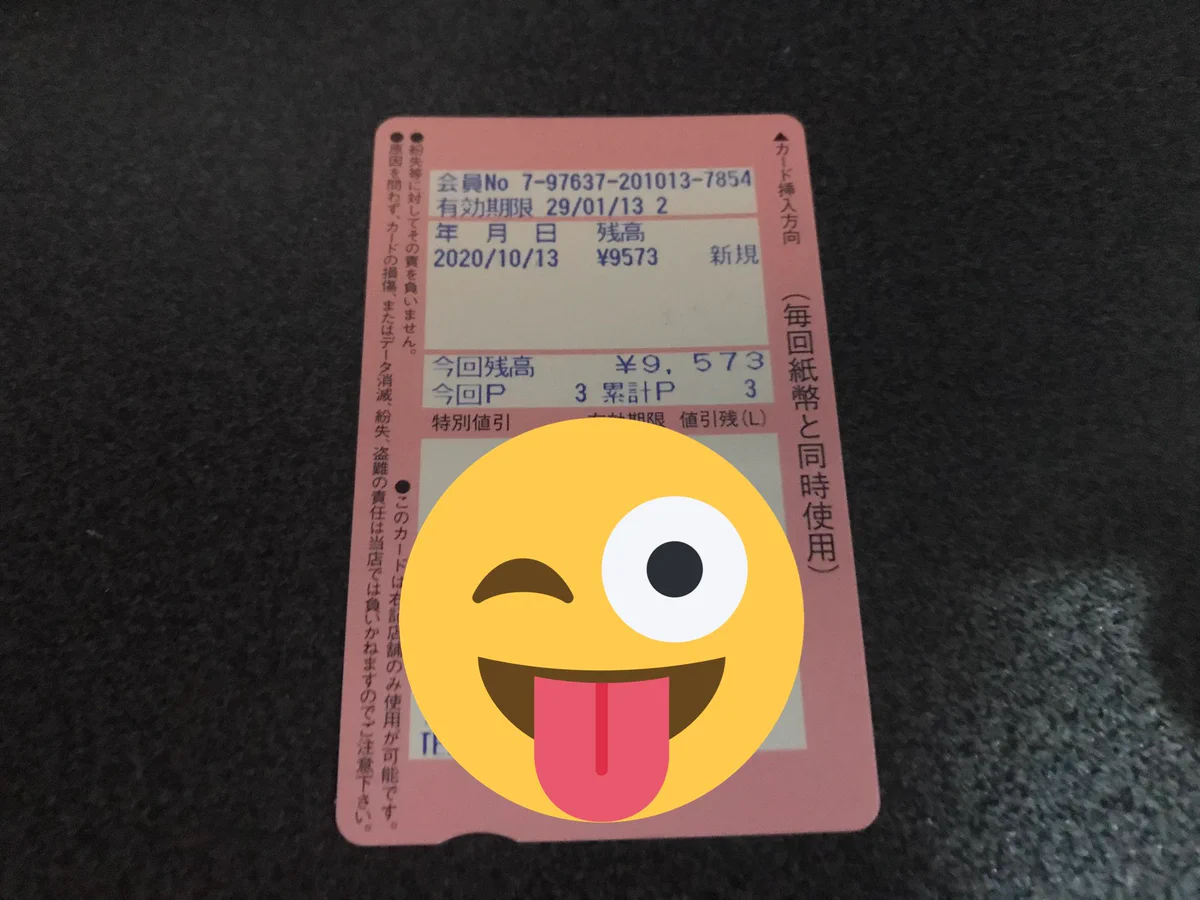 ▲カード挿入方向 (毎回紙幣と同時使用)
会員No 7-97637-201013-7854
有効期限 29/01/13 2
年 月 日 残高
2020/10/13 ¥9573 新規
今回残高 ¥9,573
今回P 3 累計P 3
特別値引 有効期限 値引残(L)
●紛失等に対してその責を負いません。
●原因を問わず、カードの損傷、またはデータ消滅、紛失、盗難の責任は当店では負いかねますのでご注意下さい。
●このカードは右記店舗のみ使用が可能です。